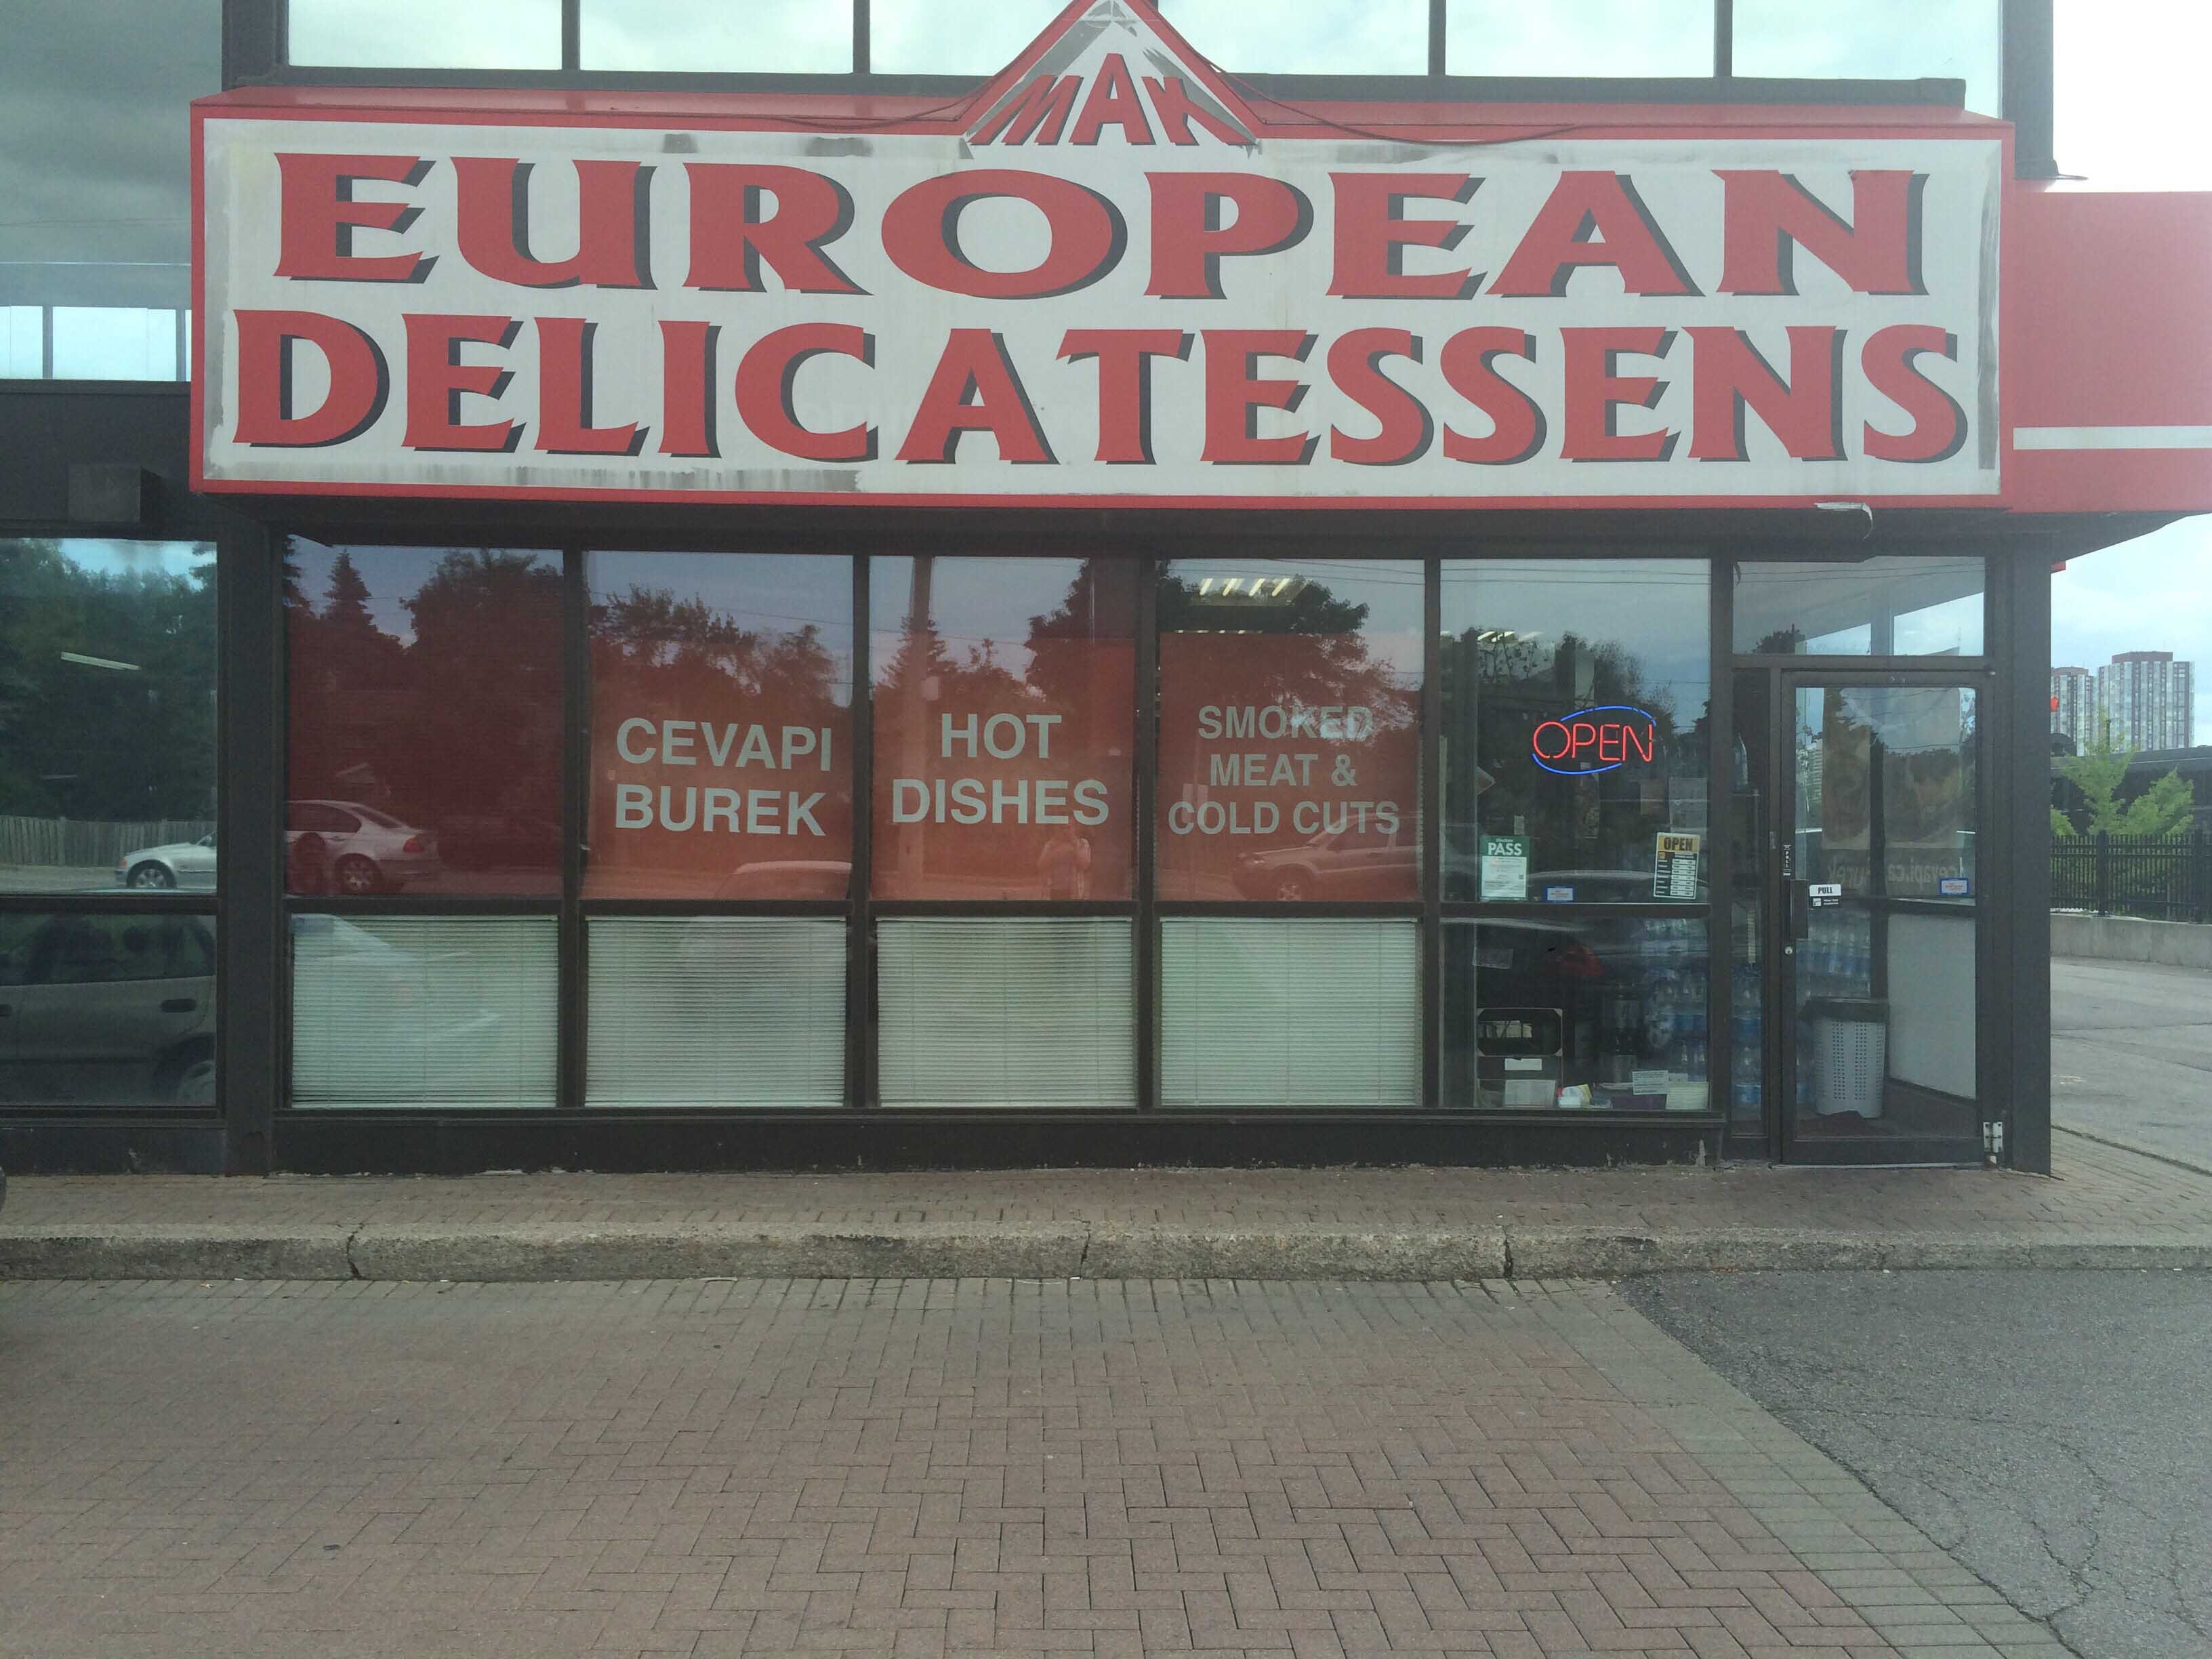 MAK
EUROPEAN
DELICATESSENS
CEVAPI
BUREK
HOT
DISHES
SMOKED
MEAT &
COLD CUTS
OPEN
PASS
OPEN
PULL